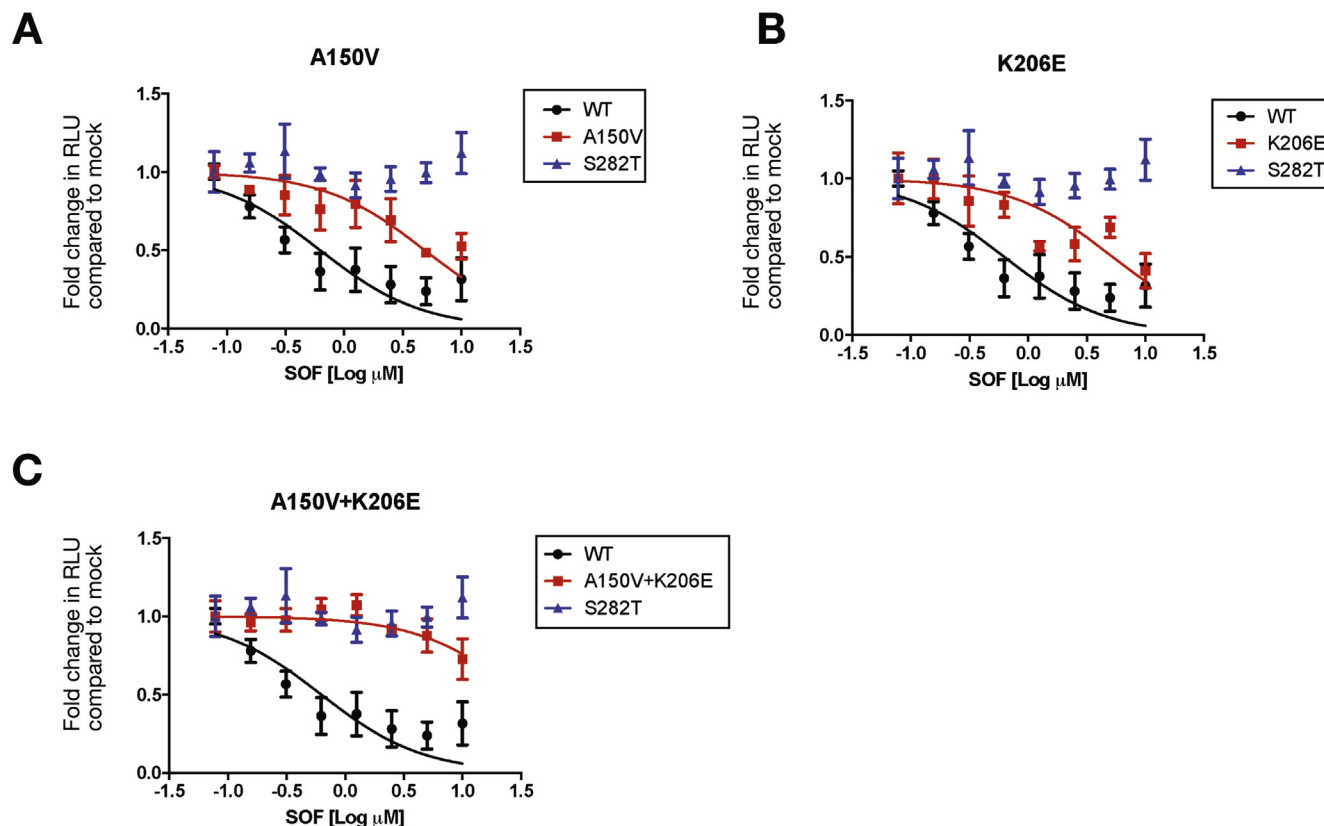 A
A150V
Fold change in RLU
compared to mock
1.5
1.0
0.5
0.0
-1.5 -1.0 -0.5 0.0 0.5 1.0 1.5
SOF [Log μM]
WT
A150V
S282T
B
K206E
Fold change in RLU
compared to mock
1.5
1.0
0.5
0.0
-1.5 -1.0 -0.5 0.0 0.5 1.0 1.5
SOF [Log μM]
WT
K206E
S282T
C
A150V+K206E
Fold change in RLU
compared to mock
1.5
1.0
0.5
0.0
-1.5 -1.0 -0.5 0.0 0.5 1.0 1.5
SOF [Log μM]
WT
A150V+K206E
S282T